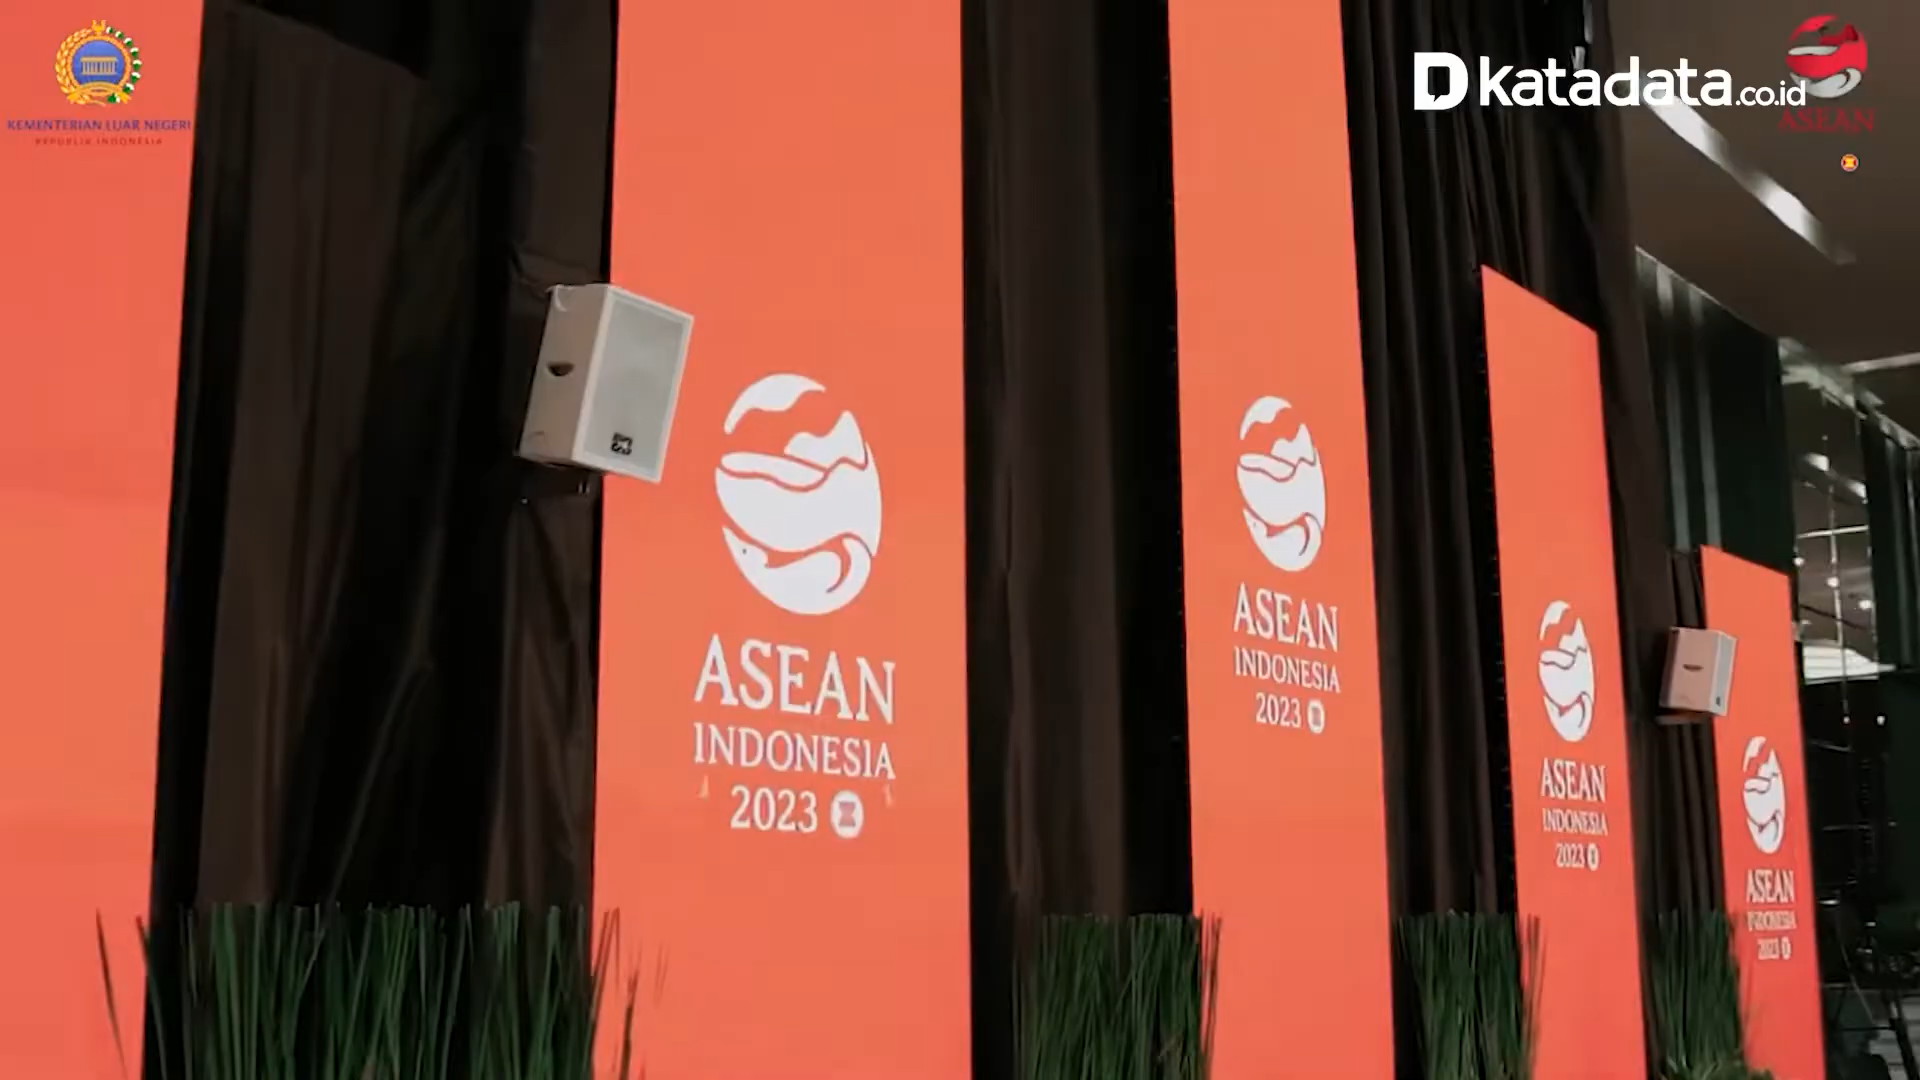 KEMENTERIAN LUAR NEGERI
REPUBLIK INDONESIA
katadata.co.id
ASEAN
ASEAN
INDONESIA
2023
ASEAN
INDONESIA
2023
ASEAN
INDONESIA
2023
ASEAN
INDONESIA
2023